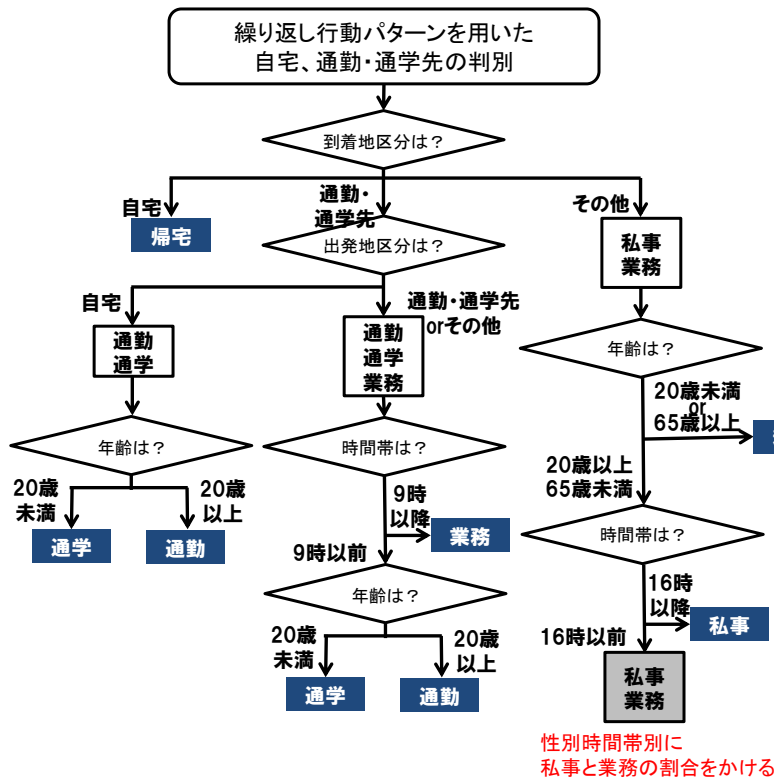 繰り返し行動パターンを用いた
自宅、通勤・通学先の判別
到着地区分は？
自宅
帰宅
通勤・
通学先
その他
私事
業務
出発地区分は？
自宅
通勤
通学
通勤・通学先
orその他
通勤
通学
業務
年齢は？
20歳未満
or
65歳以上
年齢は？
20歳
未満
20歳
以上
通学
通勤
時間帯は？
9時
以降
業務
9時以前
年齢は？
20歳
未満
20歳
以上
通学
通勤
20歳以上
65歳未満
時間帯は？
16時
以降
私事
16時以前
私事
業務
性別時間帯別に
私事と業務の割合をかける